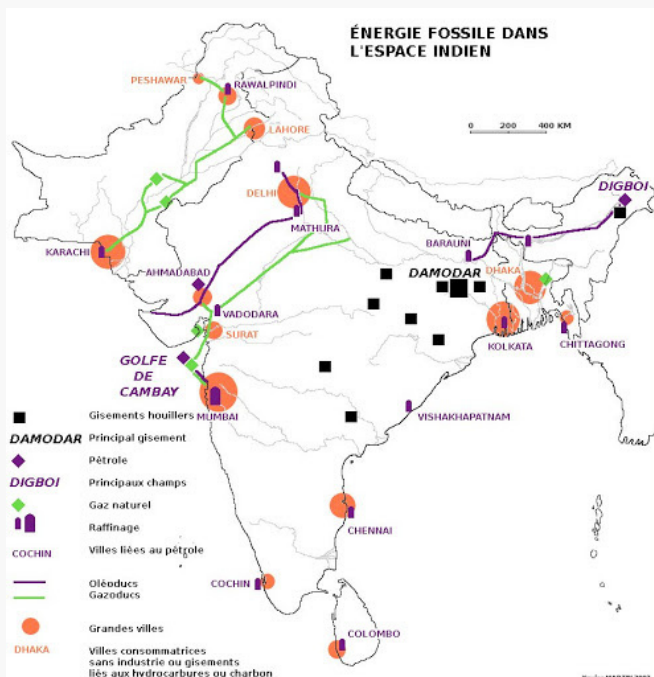 ÉNERGIE FOSSILE DANS
L'ESPACE INDIEN
0 200 400 KM
PESHAWAR
RAWALPINDI
LAHORE
DELHI
MATHURA
DIGBOI
KARACHI
BARAUNI
AHMADABAD
DAMODAR
DHAKA
VADODARA
SURAT
KOLKATA
CHITTAGONG
GOLFE
DE
CAMBAY
MUMBAI
VISHAKHAPATNAM
CHENNAI
COCHIN
COLOMBO
Gisements houillers
DAMODAR Principal gisement
Pétrole
DIGBOI Principaux champs
Gaz naturel
Raffinage
COCHIN Villes liées au pétrole
Oléoducs
Gazoducs
Grandes villes
DHAKA Villes consommatrices
sans industrie ou gisements
liés aux hydrocarbures ou charbon